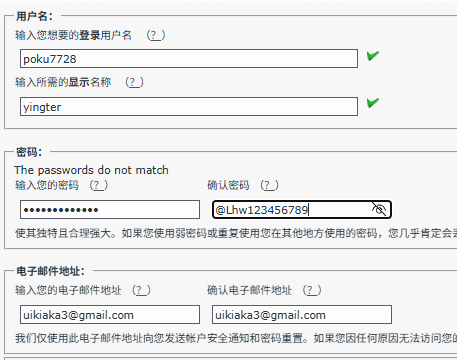 用户名：
输入您想要的登录用户名 （?_）
poku7728
输入所需的显示名称 （?_）
yingter
密码：
The passwords do not match
输入您的密码 （?_） 确认密码 （?_）
●●●●●●●●●●●●● @Lhw123456789
使其独特且合理强大。如果您使用弱密码或重复使用您在其他地方使用的密码，您几乎肯定会丢
电子邮件地址：
输入您的电子邮件地址 （?_） 确认电子邮件地址 （?_）
uikiaka3@gmail.com uikiaka3@gmail.com
我们仅使用此电子邮件地址向您发送帐户安全通知和密码重置。如果您因任何原因无法访问您的